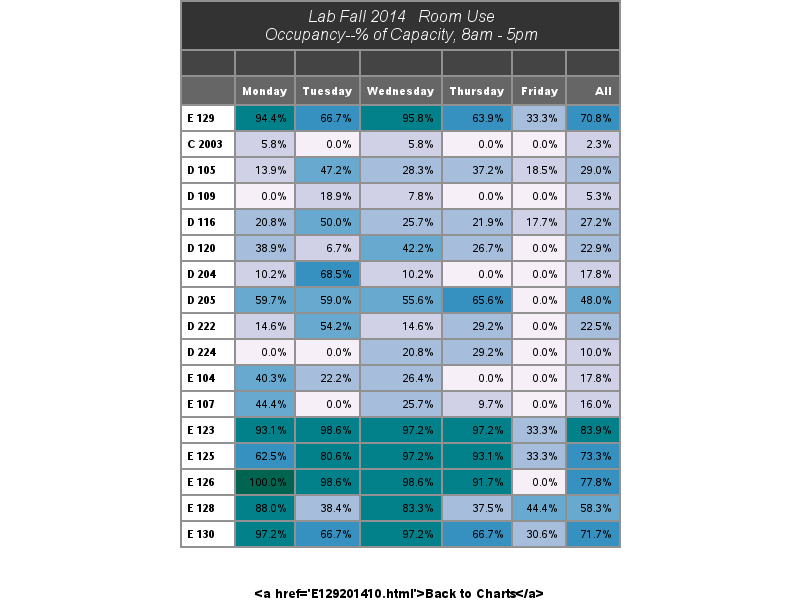 Lab Fall 2014 Room Use
Occupancy--% of Capacity, 8am - 5pm
Monday Tuesday Wednesday Thursday Friday All
E 129 94.4% 66.7% 95.8% 63.9% 33.3% 70.8%
C 2003 5.8% 0.0% 5.8% 0.0% 0.0% 2.3%
D 105 13.9% 47.2% 28.3% 37.2% 18.5% 29.0%
D 109 0.0% 18.9% 7.8% 0.0% 0.0% 5.3%
D 116 20.8% 50.0% 25.7% 21.9% 17.7% 27.2%
D 120 38.9% 6.7% 42.2% 26.7% 0.0% 22.9%
D 204 10.2% 68.5% 10.2% 0.0% 0.0% 17.8%
D 205 59.7% 59.0% 55.6% 65.6% 0.0% 48.0%
D 222 14.6% 54.2% 14.6% 29.2% 0.0% 22.5%
D 224 0.0% 0.0% 20.8% 29.2% 0.0% 10.0%
E 104 40.3% 22.2% 26.4% 0.0% 0.0% 17.8%
E 107 44.4% 0.0% 25.7% 9.7% 0.0% 16.0%
E 123 93.1% 98.6% 97.2% 97.2% 33.3% 83.9%
E 125 62.5% 80.6% 97.2% 93.1% 33.3% 73.3%
E 126 100.0% 98.6% 98.6% 91.7% 0.0% 77.8%
E 128 88.0% 38.4% 83.3% 37.5% 44.4% 58.3%
E 130 97.2% 66.7% 97.2% 66.7% 30.6% 71.7%
<a href='E129201410.html'>Back to Charts</a>